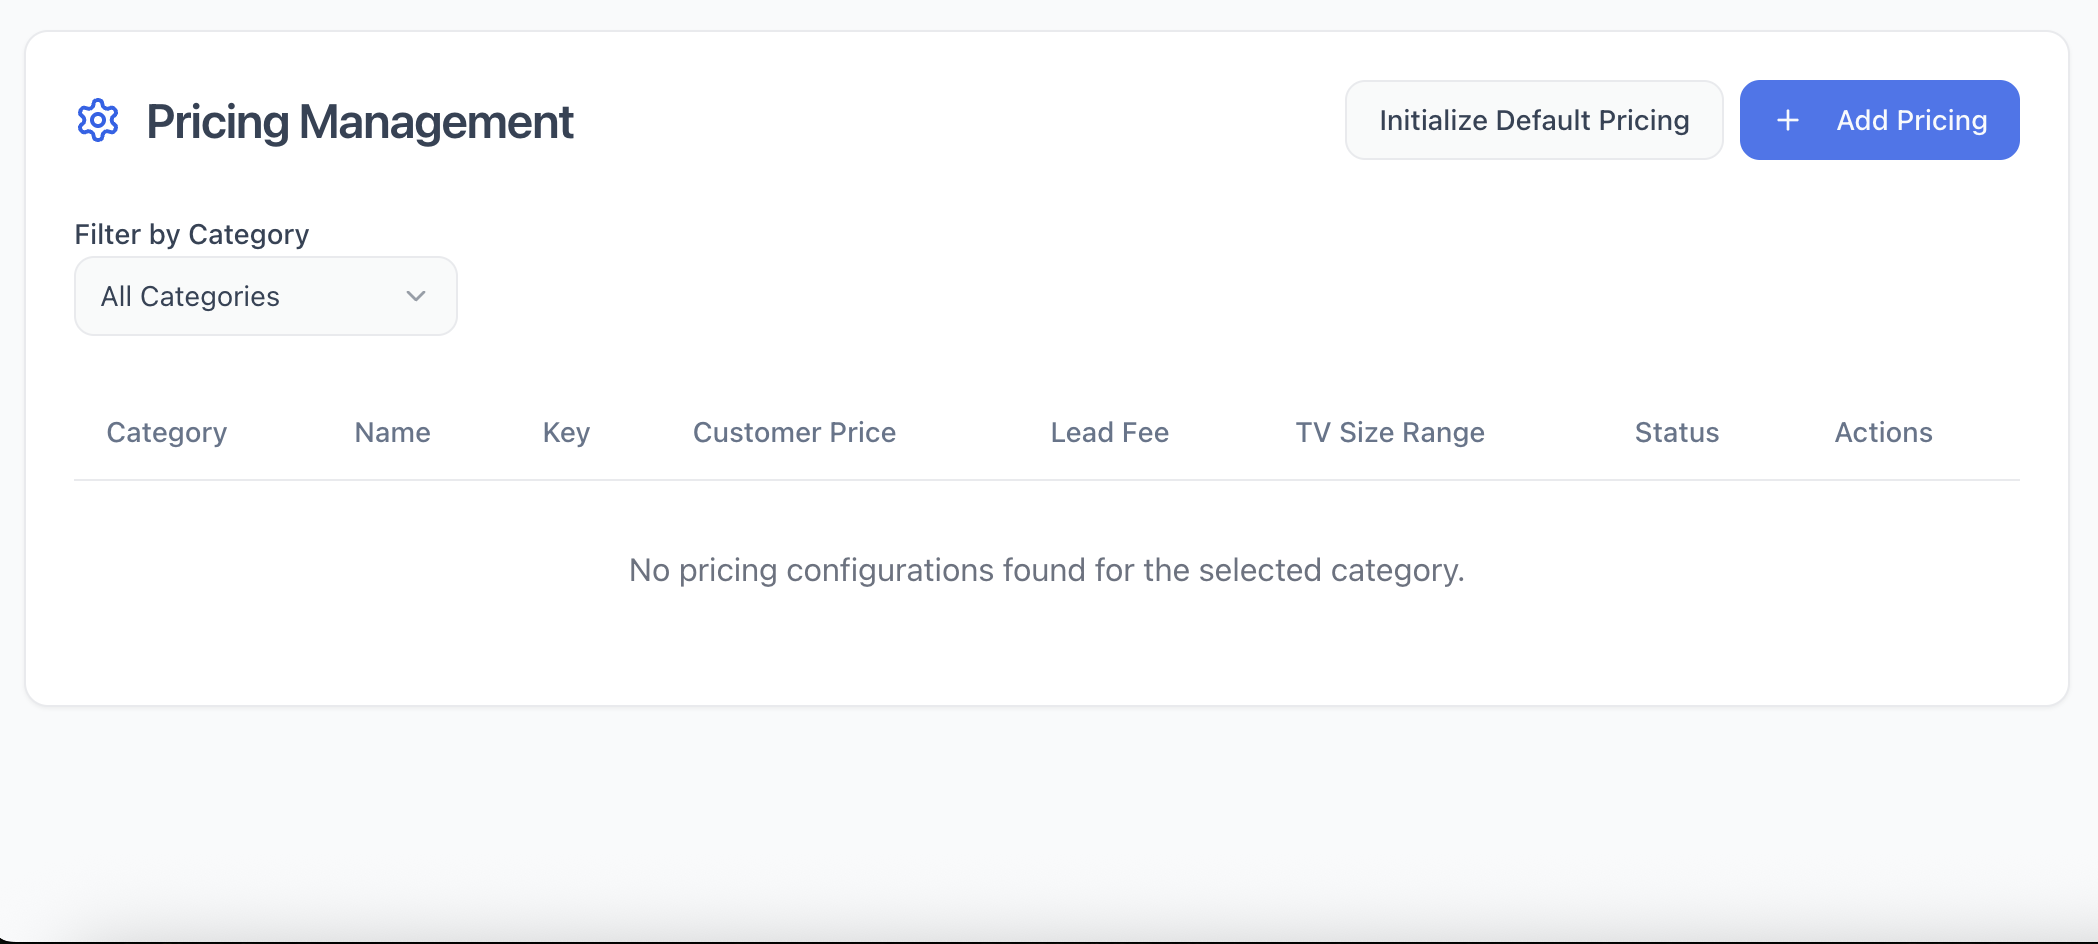 Pricing Management
Initialize Default Pricing
+ Add Pricing
Filter by Category
All Categories
Category Name Key Customer Price Lead Fee TV Size Range Status Actions
No pricing configurations found for the selected category.